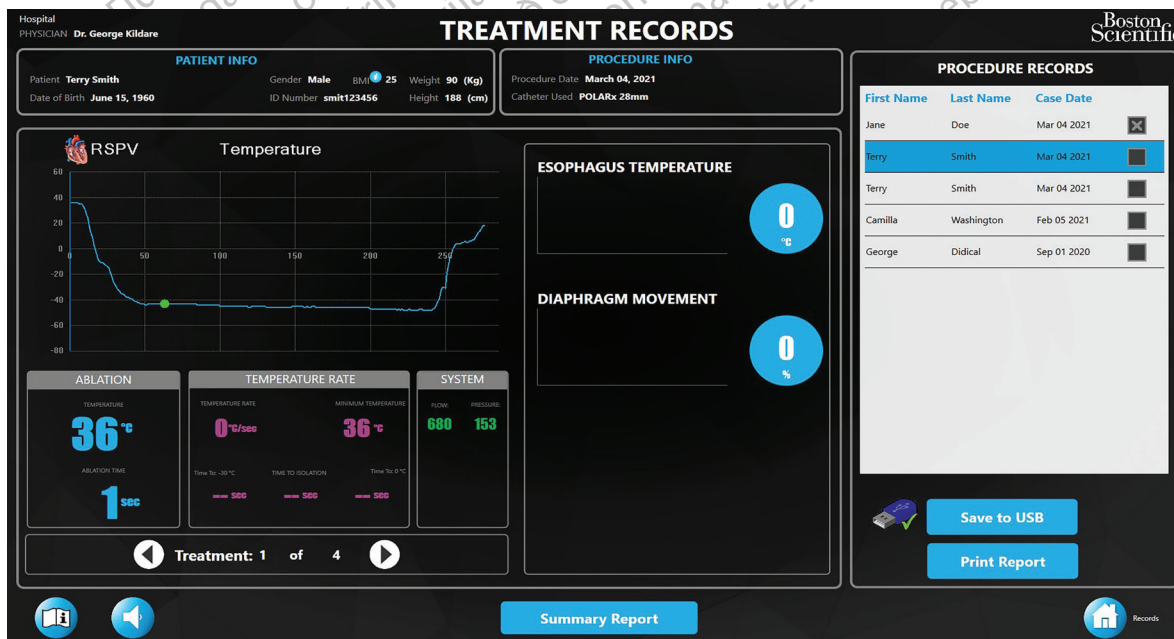 Hospital
PHYSICIAN Dr. George Kildare
TREATMENT RECORDS
Boston
Scientific
PATIENT INFO
Patient Terry Smith
Gender Male
BMI 25
Weight 90 (Kg)
Date of Birth June 15, 1960
ID Number smit123456
Height 188 (cm)
PROCEDURE INFO
Procedure Date March 04, 2021
Catheter Used POLARx 28mm
RSPV
Temperature
60
40
20
0
-20
-40
-60
-80
0 50 100 150 200 250
ABLATION
TEMPERATURE
36 °C
ABLATION TIME
1 sec
TEMPERATURE RATE
TEMPERATURE RATE
MINIMUM TEMPERATURE
0 °C/sec
36 °C
Time To: -30 °C
TIME TO ISOLATION
Time To: 0 °C
-- sec
-- sec
-- sec
SYSTEM
FLOW:
PRESSURE:
680
153
Treatment: 1 of 4
ESOPHAGUS TEMPERATURE
0
°C
DIAPHRAGM MOVEMENT
0
%
PROCEDURE RECORDS
First Name Last Name Case Date
Jane Doe Mar 04 2021
Terry Smith Mar 04 2021
Terry Smith Mar 04 2021
Camilla Washington Feb 05 2021
George Didical Sep 01 2020
Save to USB
Print Report
Summary Report
Records